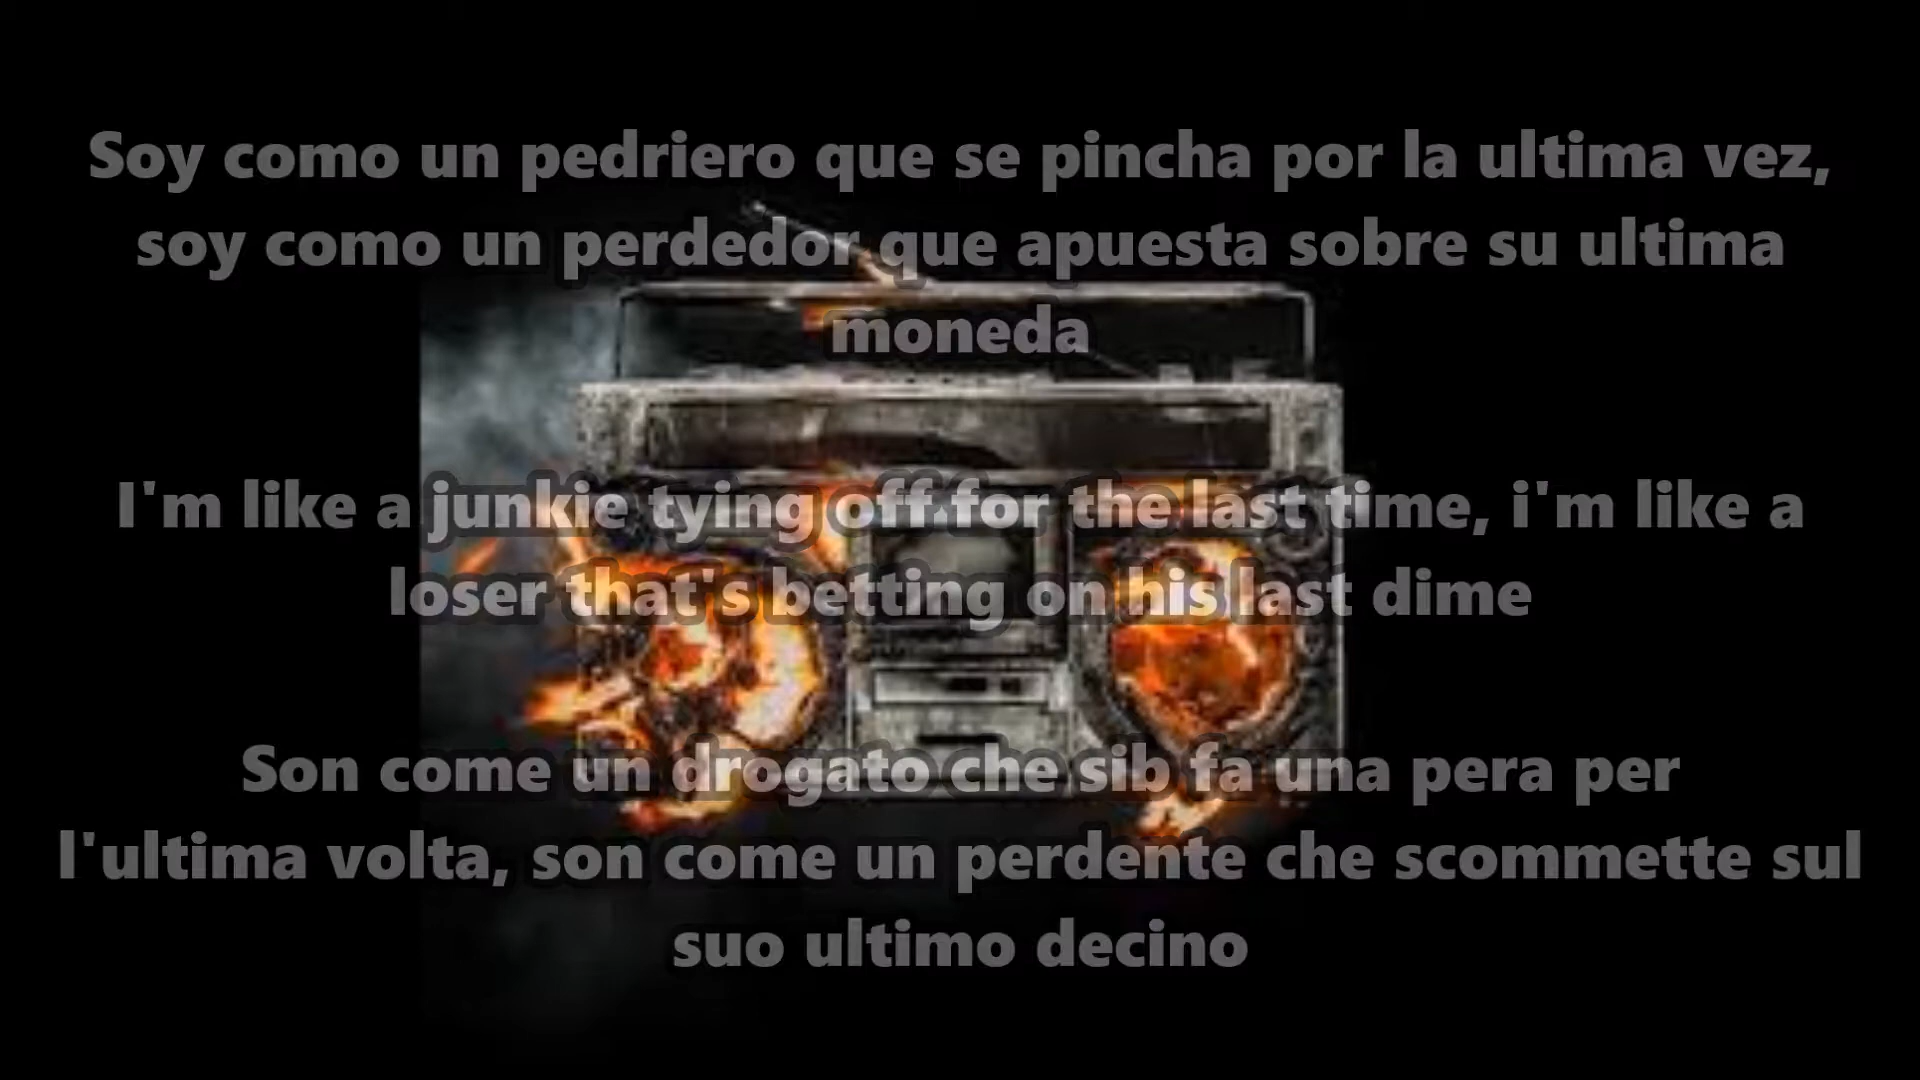 Soy como un pedriero que se pincha por la ultima vez,
soy como un perdedor que apuesta sobre su ultima
moneda
I'm like a junkie tying off for the last time, i'm like a
loser that's betting on his last dime
Son come un drogato che sib fa una pera per
l'ultima volta, son come un perdente che scommette sul
suo ultimo decino